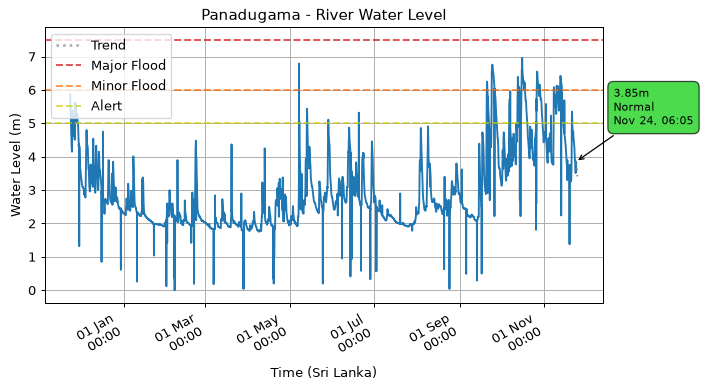 Panadugama - River Water Level
Trend
Major Flood
Minor Flood
Alert
7
6
5
4
3
2
1
0
Water Level (m)
3.85m
Normal
Nov 24, 06:05
01 Jan
00:00
01 Mar
00:00
01 May
00:00
01 Jul
00:00
01 Sep
00:00
01 Nov
00:00
Time (Sri Lanka)